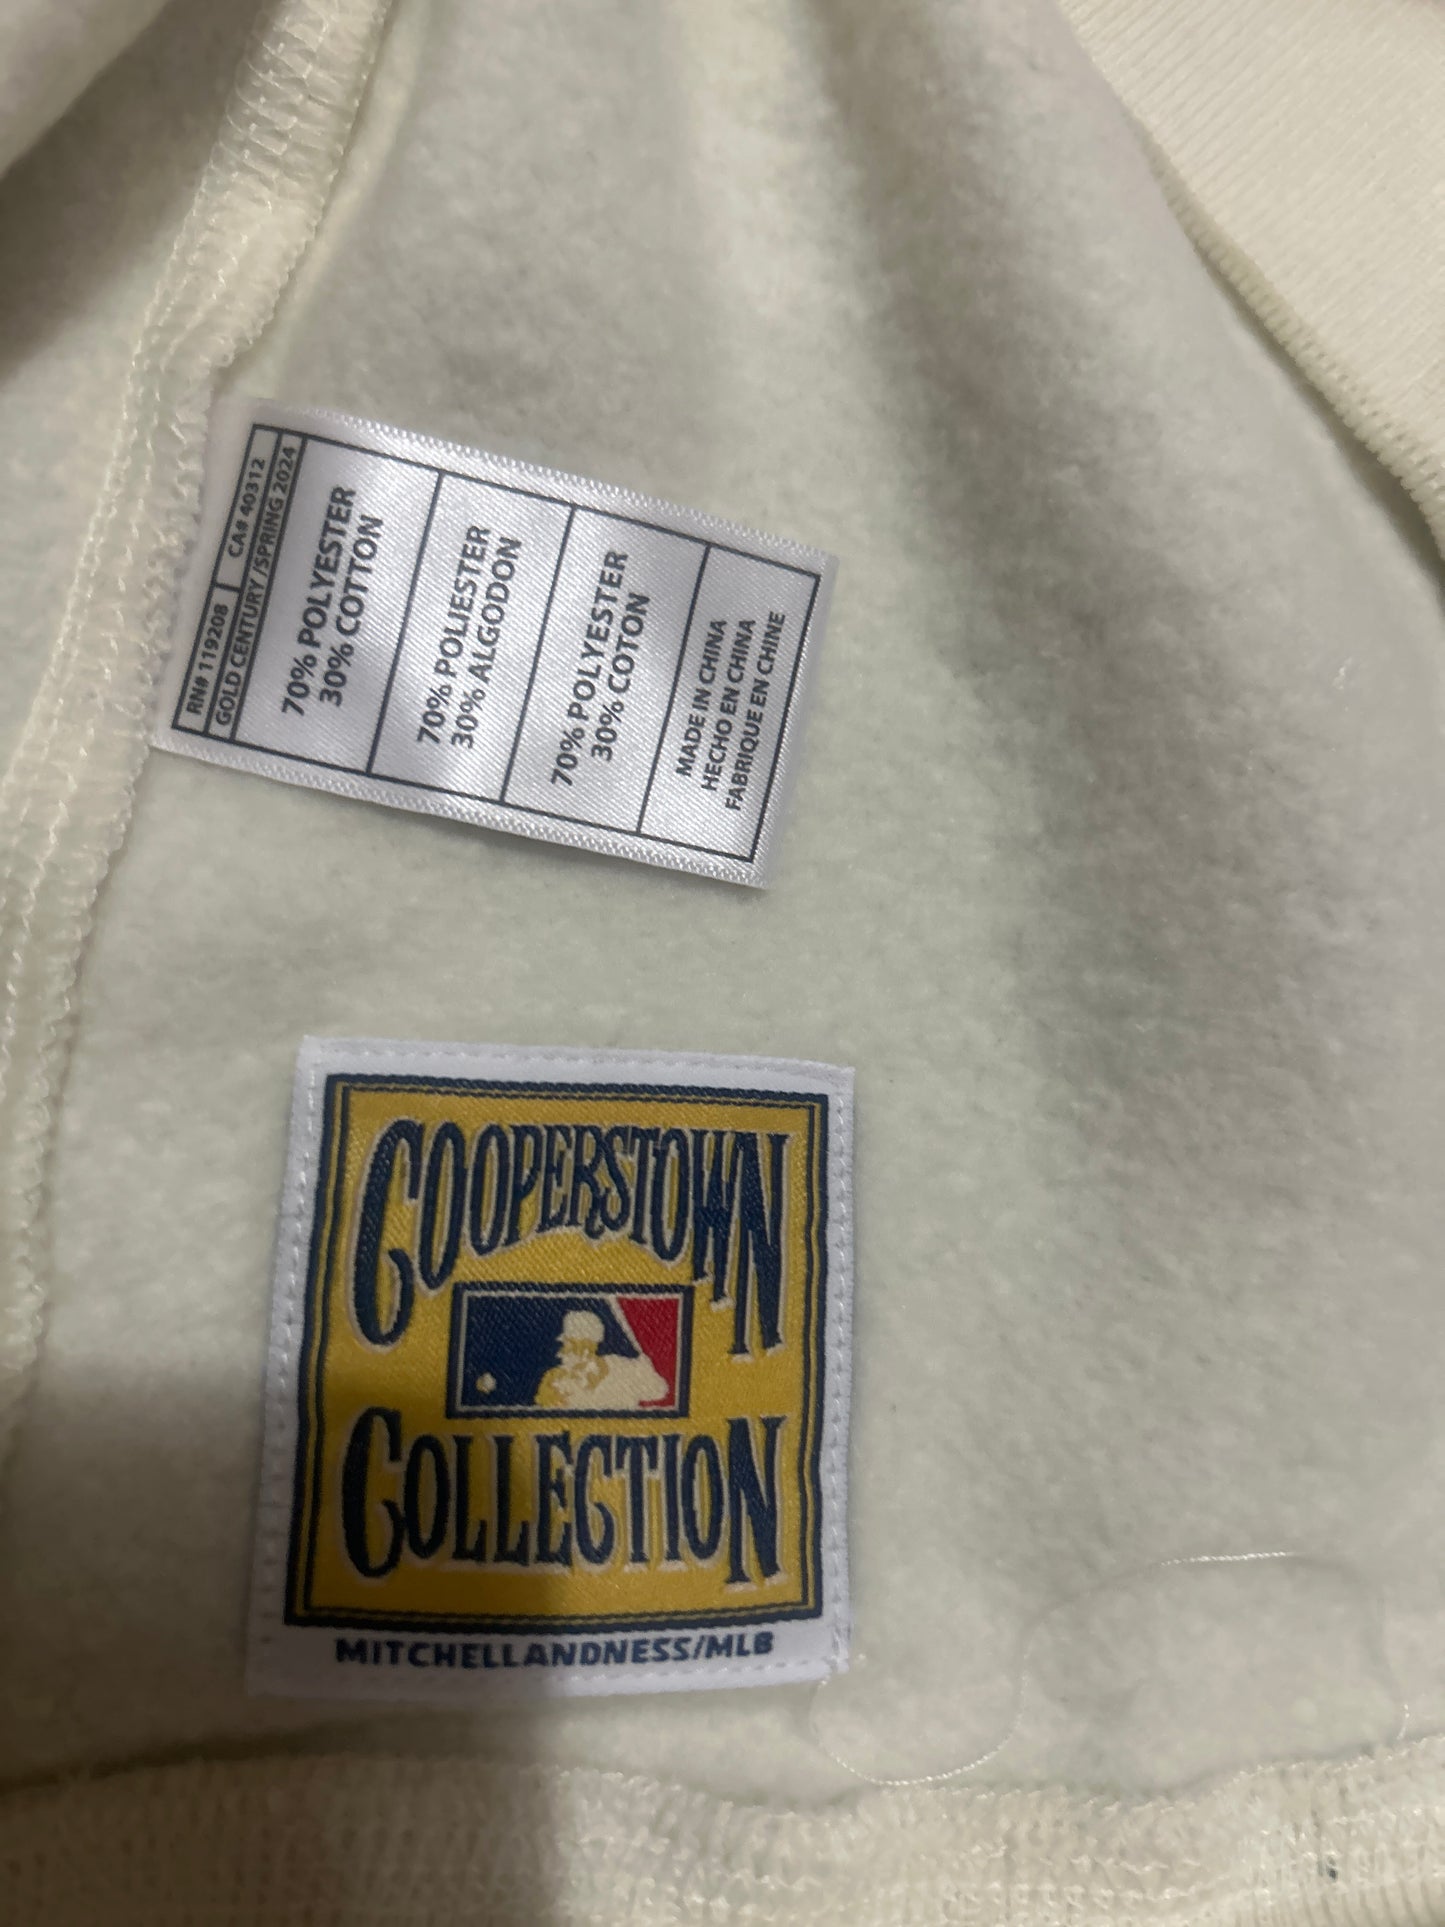 RN# 119208 CA# 40312
GOLD CENTURY /SPRING 2024
70% POLYESTER
30% COTTON
70% POLIESTER
30% ALGODON
70% POLYESTER
30% COTON
MADE IN CHINA
HECHO EN CHINA
FABRIQUE EN CHINE
COOPERSTOWN
COLLECTION
MITCHELLANDNESS/MLB